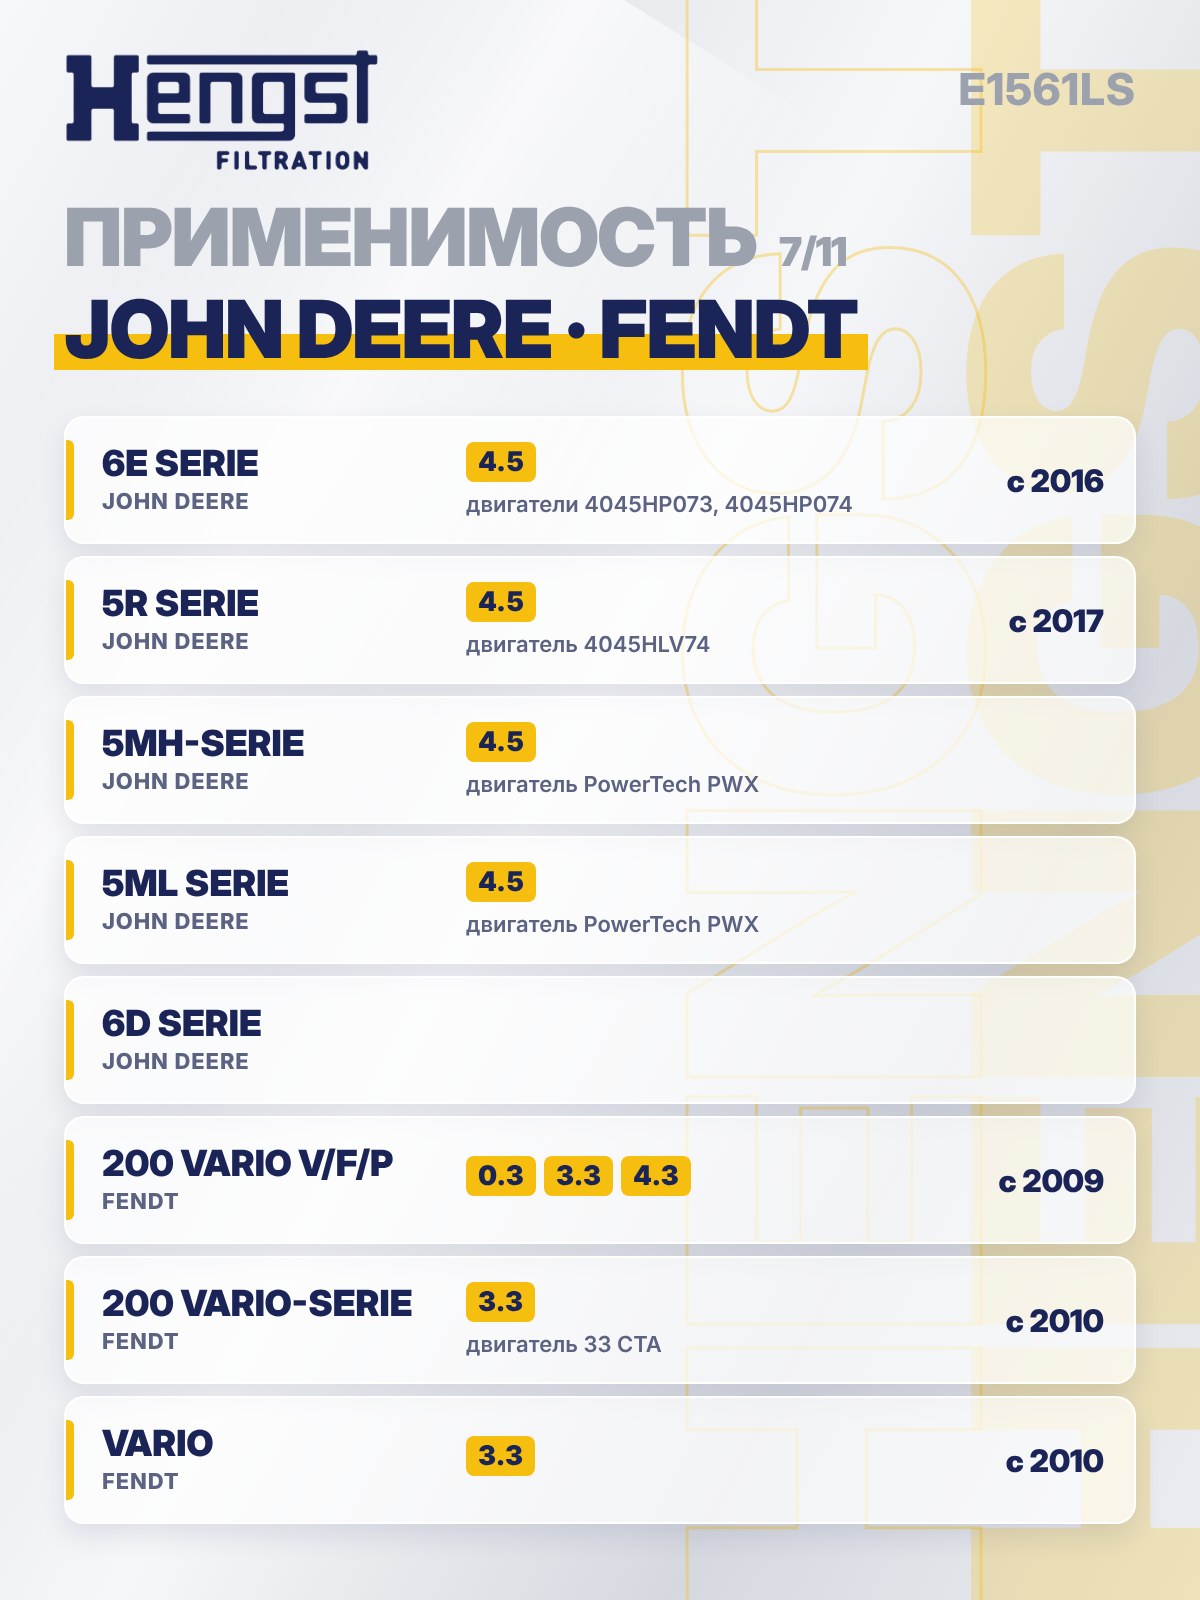 Hengst
FILTRATION
E1561LS
ПРИМЕНИМОСТЬ 7/11
JOHN DEERE · FENDT
6E SERIE
JOHN DEERE
4.5
двигатели 4045HP073, 4045HP074
с 2016
5R SERIE
JOHN DEERE
4.5
двигатель 4045HLV74
с 2017
5MH-SERIE
JOHN DEERE
4.5
двигатель PowerTech PWX
5ML SERIE
JOHN DEERE
4.5
двигатель PowerTech PWX
6D SERIE
JOHN DEERE
200 VARIO V/F/P
FENDT
0.3 3.3 4.3
с 2009
200 VARIO-SERIE
FENDT
3.3
двигатель 33 CTA
с 2010
VARIO
FENDT
3.3
с 2010
HENGST
HENGST